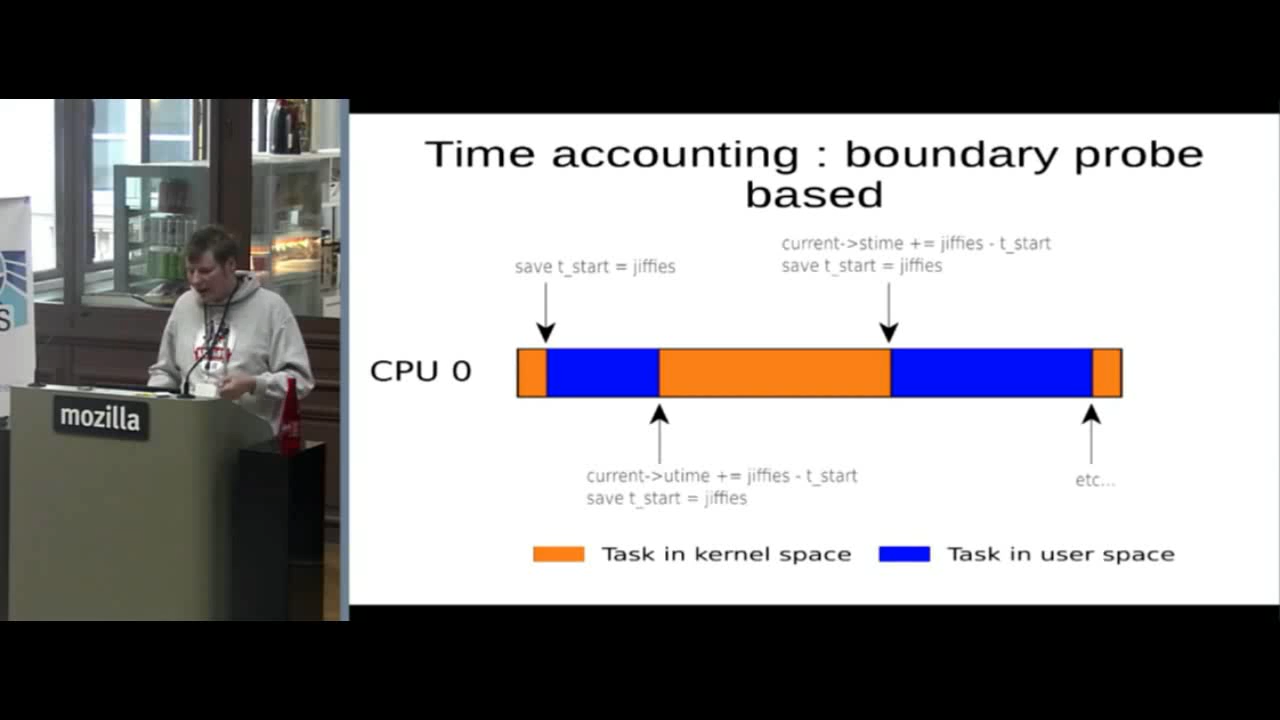 Time accounting : boundary probe
based
current->stime += jiffies - t_start
save t_start = jiffies
save t_start = jiffies
CPU 0
current->utime += jiffies - t_start
save t_start = jiffies
etc...
Task in kernel space
Task in user space
mozilla
S